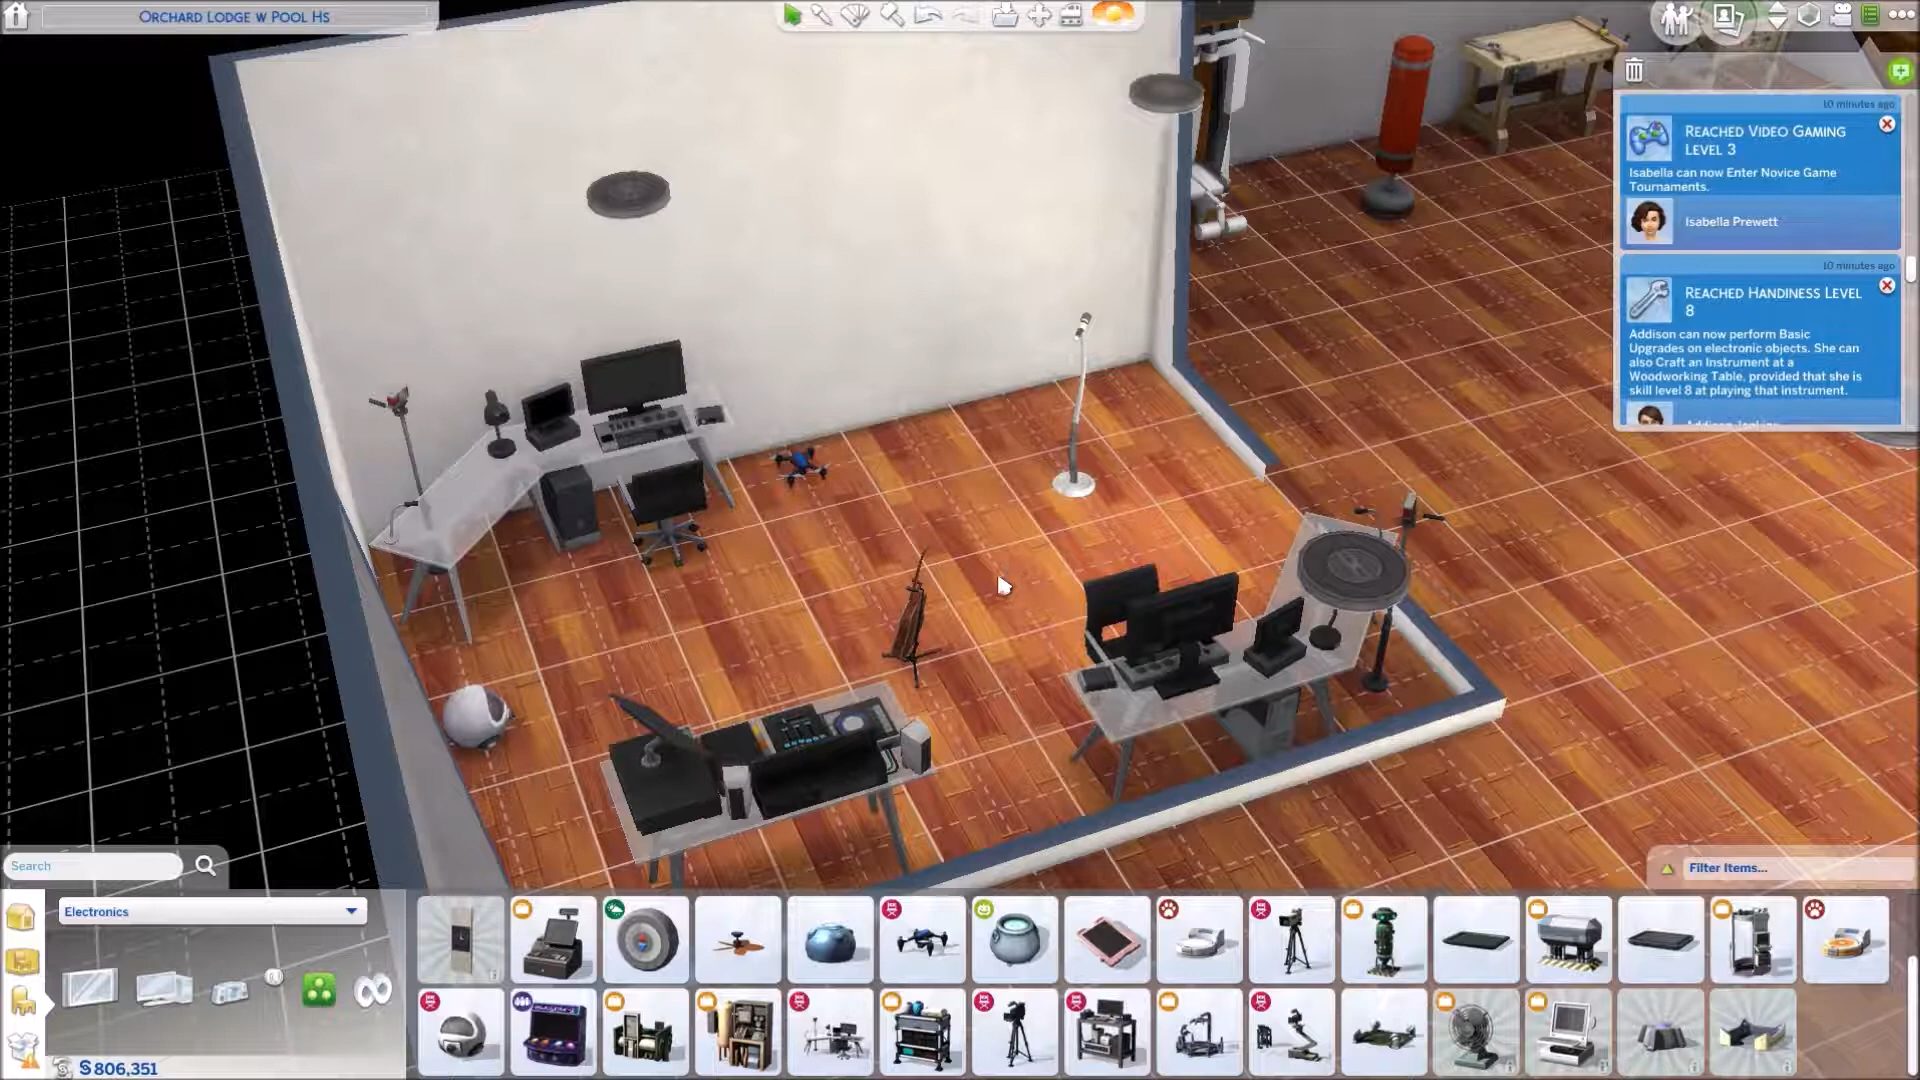 Orchard Lodge w Pool Hs
10 minutes ago
Reached Video Gaming
Level 3
Isabella can now Enter Novice Game
Tournaments.
Isabella Prewett
10 minutes ago
Reached Handiness Level
8
Addison can now perform Basic
Upgrades on electronic objects. She can
also Craft an Instrument at a
Woodworking Table, provided that she is
skill level 8 at playing that instrument.
Search
Filter Items...
Electronics
§806,351